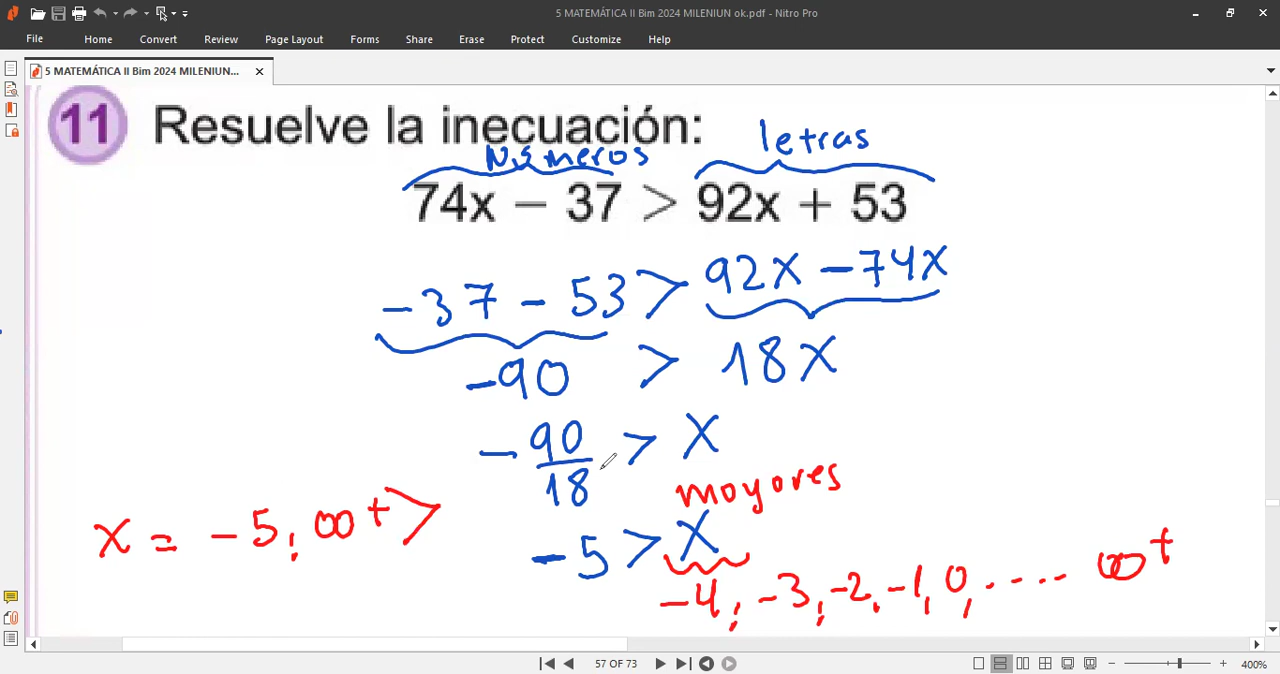 5 MATEMÁTICA II Bim 2024 MILENIUN ok.pdf - Nitro Pro
File Home Convert Review Page Layout Forms Share Erase Protect Customize Help
5 MATEMÁTICA II Bim 2024 MILENIUN...
11 Resuelve la inecuación:
Números letras
74x − 37 > 92x + 53
-37 - 53 > 92x - 74x
-90 > 18x
- 90/18 > x
moyores
x = -5, ∞+>
-5 > x
-4, -3, -2, -1, 0, ..... ∞+
57 OF 73
400%